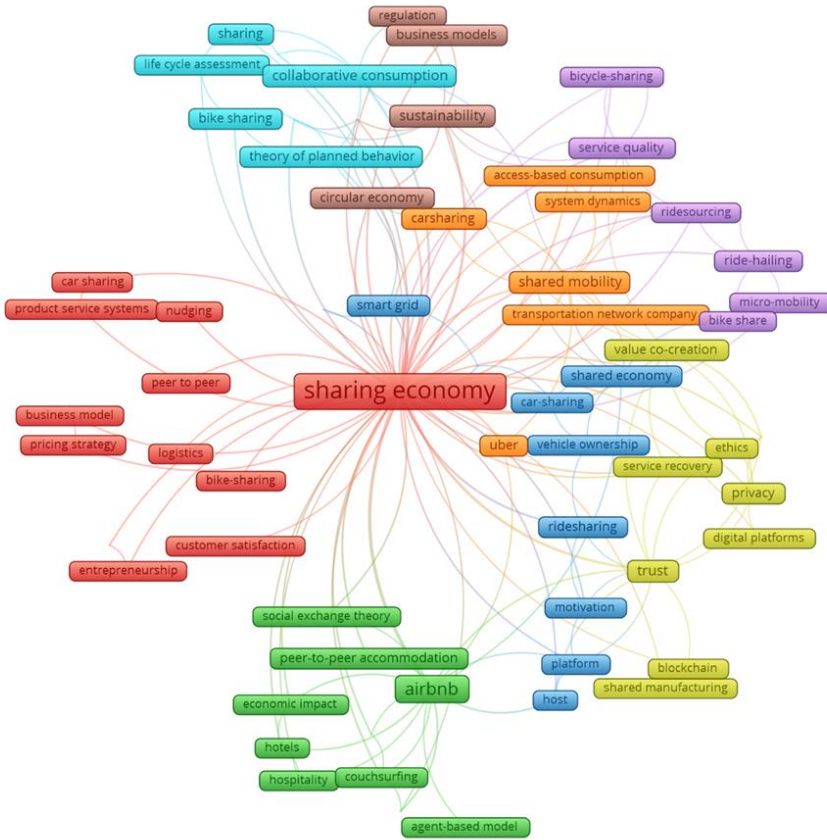 regulation
sharing
business models
life cycle assessment
collaborative consumption
bicycle-sharing
bike sharing
sustainability
service quality
theory of planned behavior
access-based consumption
circular economy
system dynamics
carsharing
ridesourcing
ride-hailing
car sharing
shared mobility
smart grid
micro-mobility
product service systems
nudging
transportation network company
bike share
value co-creation
peer to peer
sharing economy
shared economy
car-sharing
business model
pricing strategy
logistics
uber
vehicle ownership
ethics
service recovery
bike-sharing
privacy
ridesharing
digital platforms
customer satisfaction
entrepreneurship
trust
motivation
social exchange theory
peer-to-peer accommodation
platform
blockchain
airbnb
shared manufacturing
economic impact
host
hotels
hospitality
couchsurfing
agent-based model